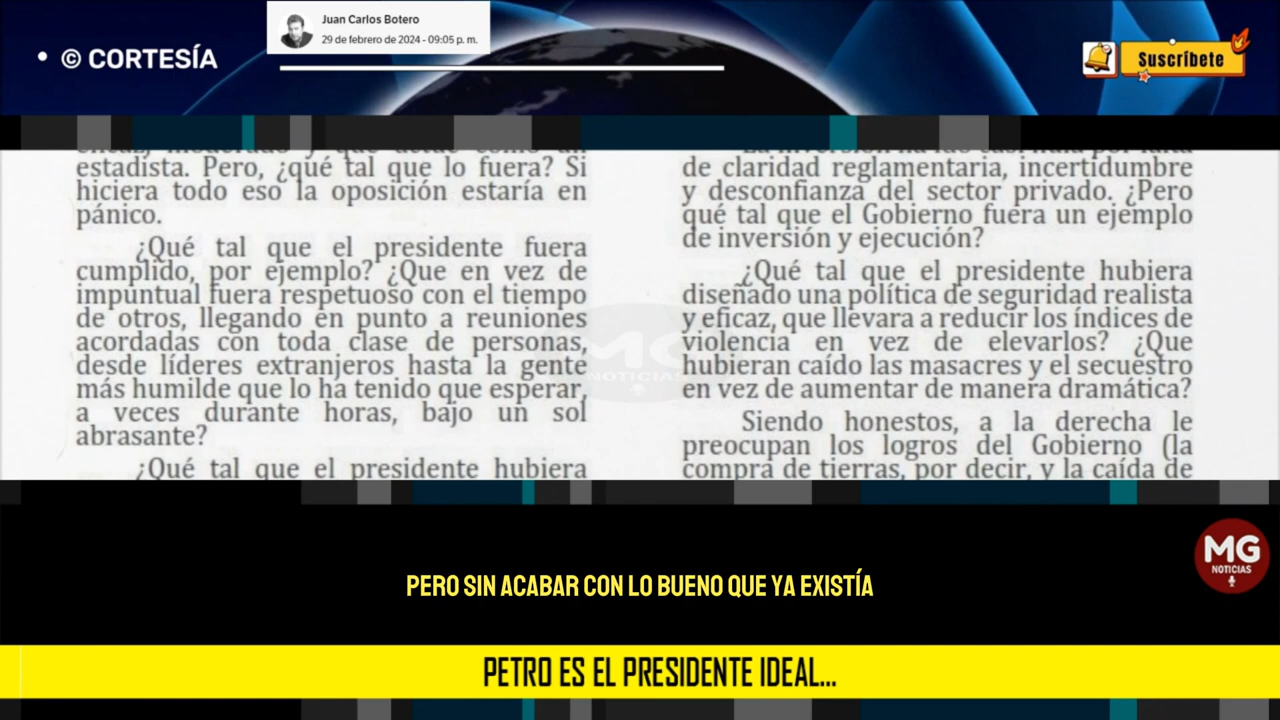 Juan Carlos Botero
29 de febrero de 2024 - 09:05 p. m.
• © CORTESÍA
Suscríbete
estadista. Pero, ¿qué tal que lo fuera? Si
hiciera todo eso la oposición estaría en
pánico.
¿Qué tal que el presidente fuera
cumplido, por ejemplo? ¿Que en vez de
impuntual fuera respetuoso con el tiempo
de otros, llegando en punto a reuniones
acordadas con toda clase de personas,
desde líderes extranjeros hasta la gente
más humilde que lo ha tenido que esperar,
a veces durante horas, bajo un sol
abrasante?
¿Qué tal que el presidente hubiera
de claridad reglamentaria, incertidumbre
y desconfianza del sector privado. ¿Pero
qué tal que el Gobierno fuera un ejemplo
de inversión y ejecución?
¿Qué tal que el presidente hubiera
diseñado una política de seguridad realista
y eficaz, que llevara a reducir los índices de
violencia en vez de elevarlos? ¿Que
hubieran caído las masacres y el secuestro
en vez de aumentar de manera dramática?
Siendo honestos, a la derecha le
preocupan los logros del Gobierno (la
compra de tierras, por decir, y la caída de
MG
NOTICIAS
PERO SIN ACABAR CON LO BUENO QUE YA EXISTÍA
MG
NOTICIAS
PETRO ES EL PRESIDENTE IDEAL...